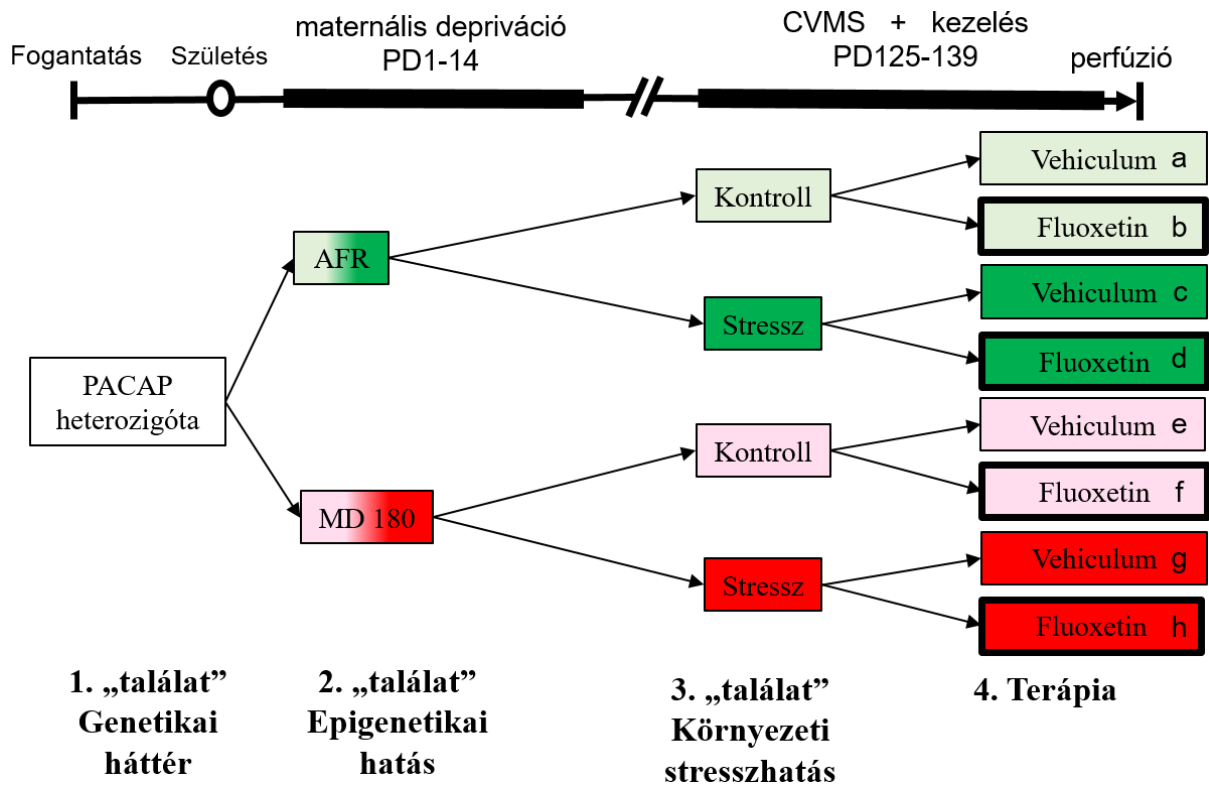 maternális depriváció
PD1-14
CVMS + kezelés
PD125-139
Fogantatás
Születés
perfúzió
Vehiculum a
Kontroll
Fluoxetin b
AFR
Vehiculum c
Stressz
Fluoxetin d
PACAP
heterozigóta
Vehiculum e
Kontroll
Fluoxetin f
MD 180
Vehiculum g
Stressz
Fluoxetin h
1. „találat”
Genetikai
háttér
2. „találat”
Epigenetikai
hatás
3. „találat”
Környezeti
stresszhatás
4. Terápia